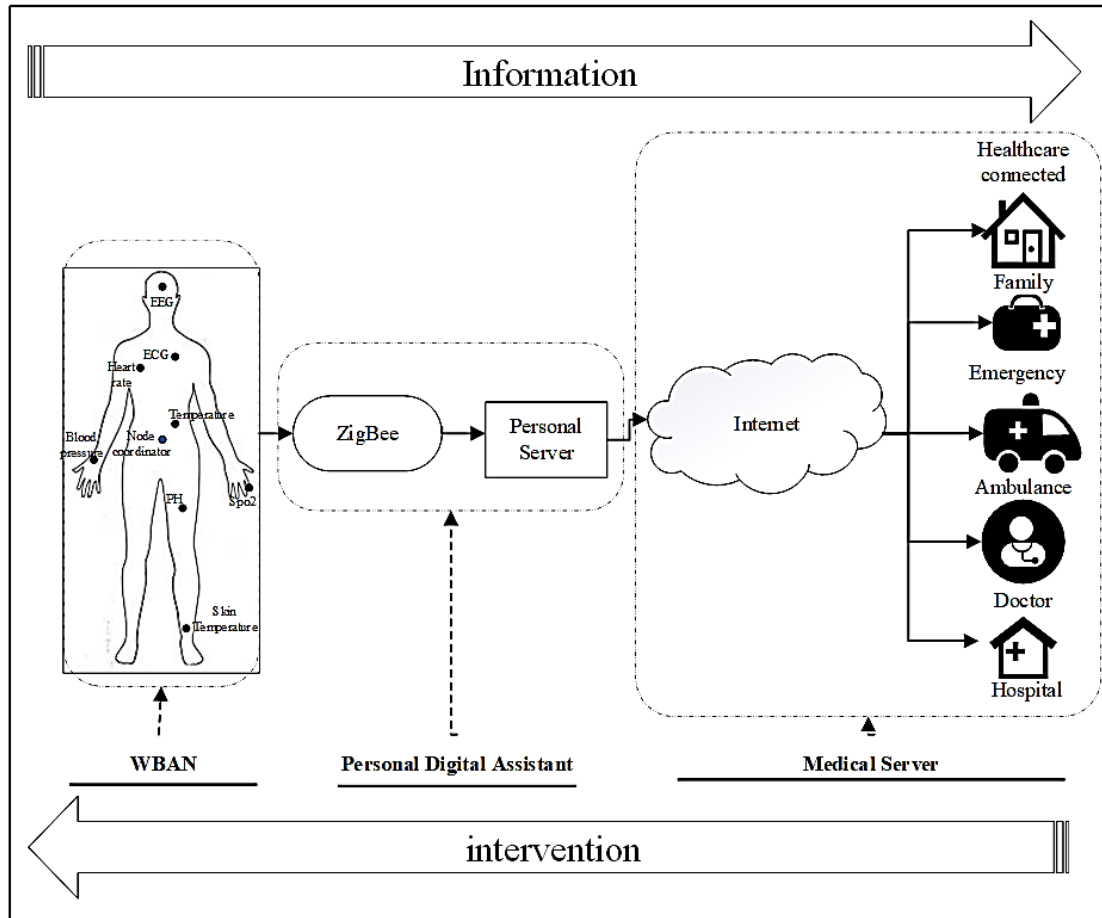 Information
Healthcare
connected
Family
Emergency
Ambulance
Doctor
Hospital
EEG
ECG
Heart
rate
Temperature
Blood
pressure
Node
coordinator
PH
Spo2
Skin
Temperature
ZigBee
Personal
Server
Internet
WBAN
Personal Digital Assistant
Medical Server
intervention